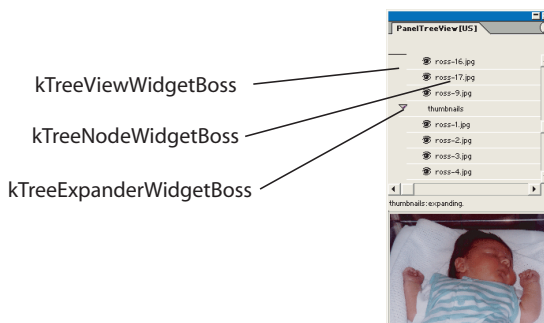 PanelTreeView[US]
ross-16.jpg
kTreeViewWidgetBoss
ross-17.jpg
ross-9.jpg
kTreeNodeWidgetBoss
thumbnails
ross-1.jpg
ross-2.jpg
kTreeExpanderWidgetBoss
ross-3.jpg
ross-4.jpg
thumbnails:expanding.